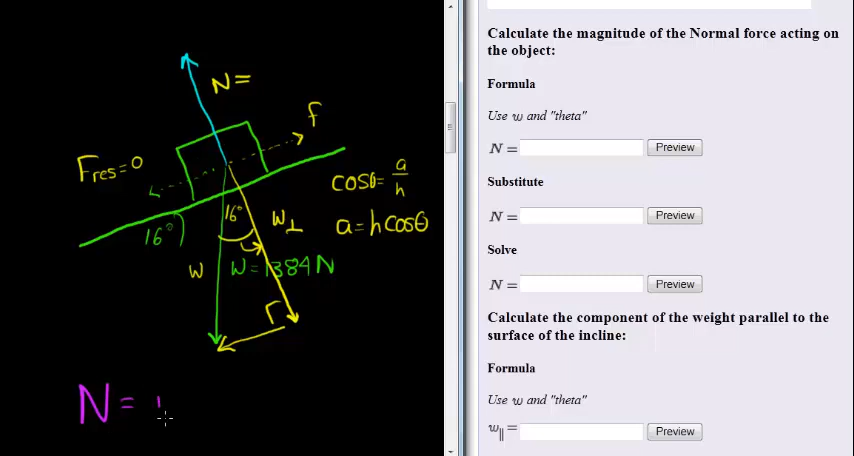 N=
f
Fres=0
cosθ= a/h
16°
W⊥
a=hcosθ
16°
W
W=1384N
N=
Calculate the magnitude of the Normal force acting on
the object:
Formula
Use w and "theta"
N =
Preview
Substitute
N =
Preview
Solve
N =
Preview
Calculate the component of the weight parallel to the
surface of the incline:
Formula
Use w and "theta"
w||=
Preview